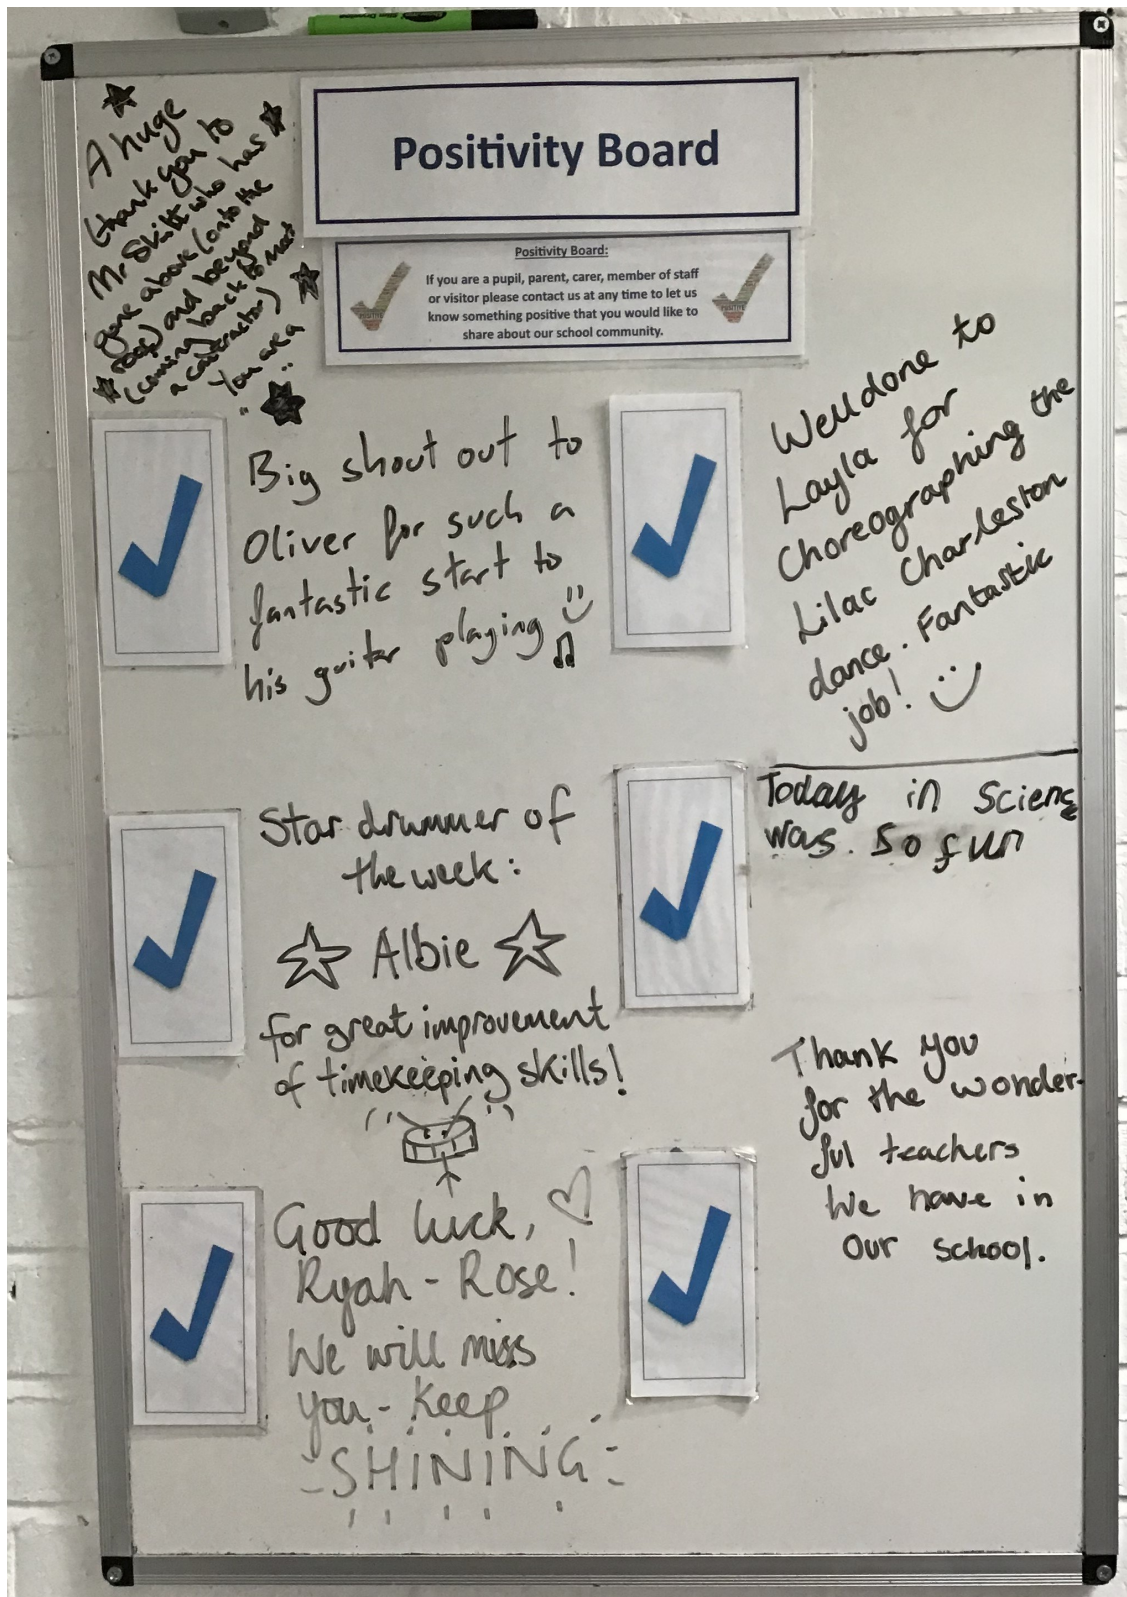 Positivity Board
Positivity Board:
If you are a pupil, parent, carer, member of staff
or visitor please contact us at any time to let us
know something positive that you would like to
share about our school community.
A huge
thank you to
Mr Skilt who has
gone above (onto the
roof) and beyond
(coming back to meet
a contractor)
You are a
Big shout out to
Oliver for such a
fantastic start to
his guitar playing
Well done to
Layla for
Choreographing the
Lilac Charleston
dance. Fantastic
job!
Star drummer of
the week:
Albie
for great improvement
of timekeeping skills!
Today in Science
was. So fun
Good luck,
Ryah-Rose!
We will miss
you - keep
SHINING
Thank you
for the wonder-
ful teachers
We have in
Our school.